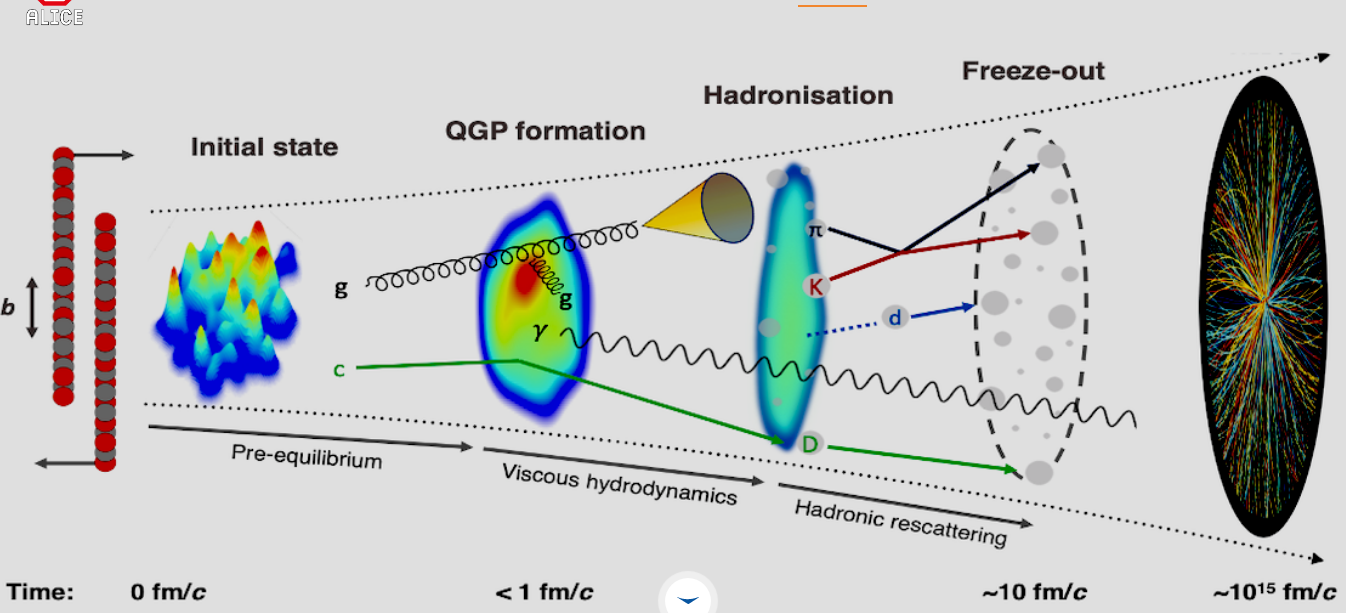 ALICE
Freeze-out
Hadronisation
QGP formation
Initial state
b
g
g
γ
c
π
K
d
D
Pre-equilibrium
Viscous hydrodynamics
Hadronic rescattering
Time: 0 fm/c < 1 fm/c ~10 fm/c ~10¹⁵ fm/c